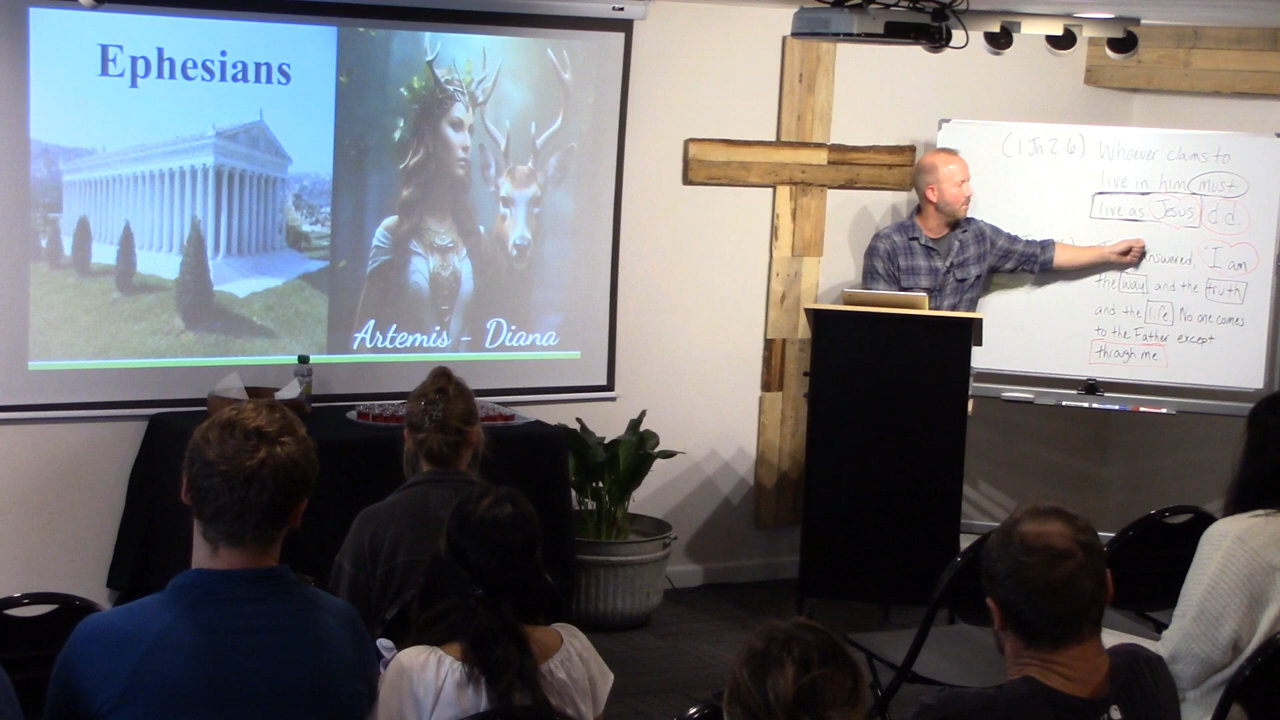 Ephesians
Artemis - Diana
(1 Jn 2 6) Whoever claims to
live in him must
live as Jesus did.
answered, "I am
the way and the truth
and the life No one comes
to the Father except
through me